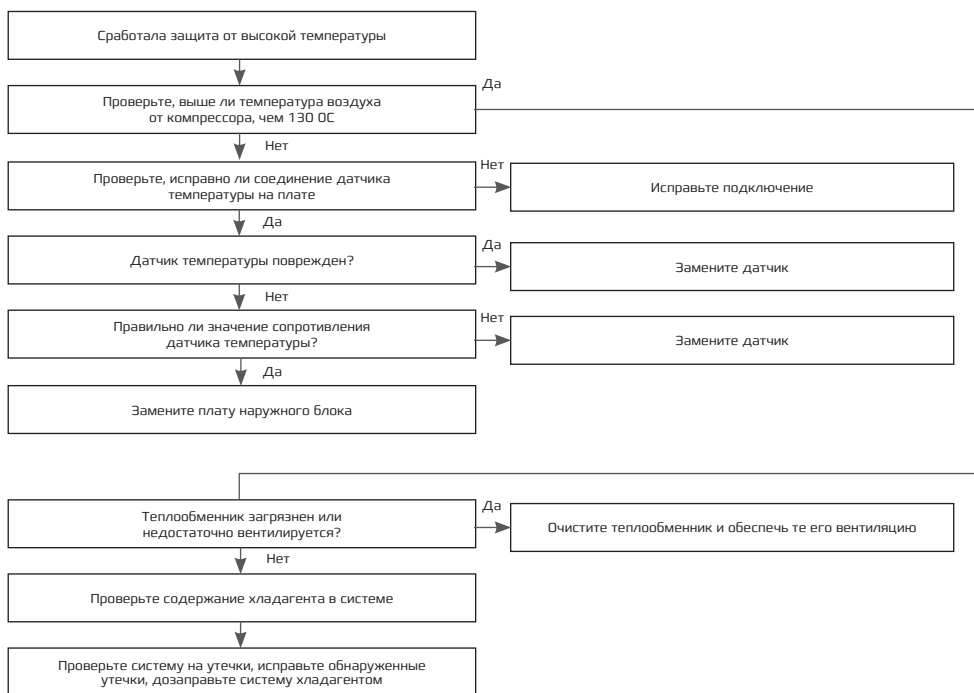 Сработала защита от высокой температуры
Да
Проверьте, выше ли температура воздуха
от компрессора, чем 130 0С
Нет
Проверьте, исправно ли соединение датчика
температуры на плате
Нет
Исправьте подключение
Да
Датчик температуры поврежден?
Да
Замените датчик
Нет
Правильно ли значение сопротивления
датчика температуры?
Нет
Замените датчик
Да
Замените плату наружного блока
Теплообменник загрязнен или
недостаточно вентилируется?
Да
Очистите теплообменник и обеспечь те его вентиляцию
Нет
Проверьте содержание хладагента в системе
Проверьте систему на утечки, исправьте обнаруженные
утечки, дозаправьте систему хладагентом